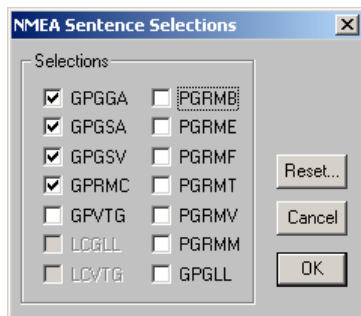 NMEA Sentence Selections
Selections
GPGGA PGRMB
GPGSA PGRME
GPGSV PGRMF
GPRMC PGRMT
GPVTG PGRMV
LCGLL PGRMM
LCVTG GPGLL
Reset...
Cancel
OK